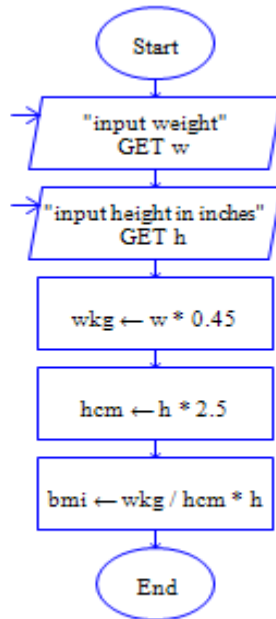 Start
"input weight"
GET w
"input height in inches"
GET h
wkg ← w * 0.45
hcm ← h * 2.5
bmi ← wkg / hcm * h
End